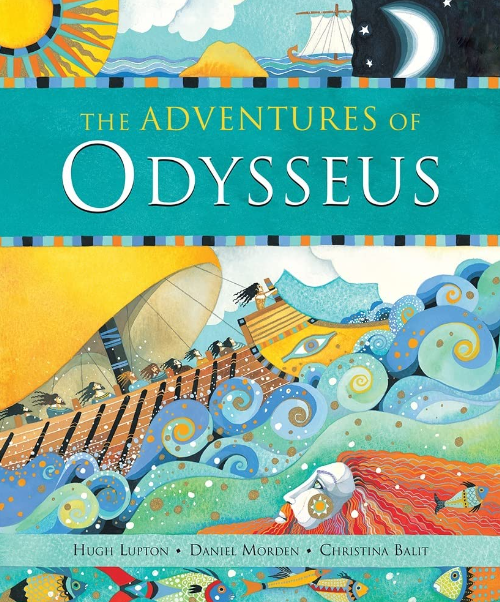 THE ADVENTURES OF
ODYSSEUS
HUGH LUPTON • DANIEL MORDEN • CHRISTINA BALIT